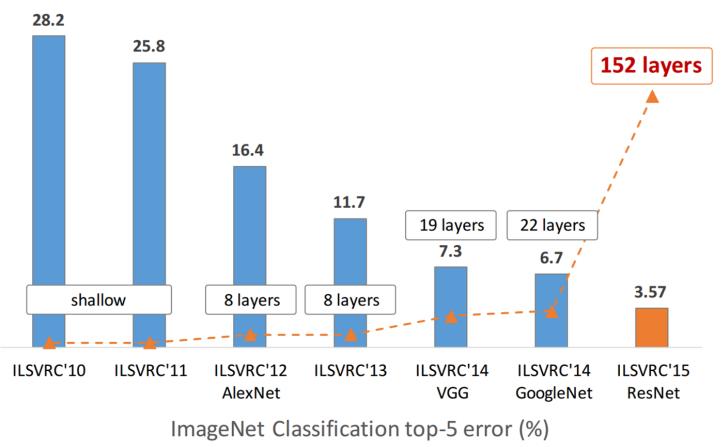 28.2
25.8
152 layers
16.4
11.7
19 layers
22 layers
7.3
6.7
3.57
shallow
8 layers
8 layers
ILSVRC'10
ILSVRC'11
ILSVRC'12
AlexNet
ILSVRC'13
ILSVRC'14
VGG
ILSVRC'14
GoogleNet
ILSVRC'15
ResNet
ImageNet Classification top-5 error (%)